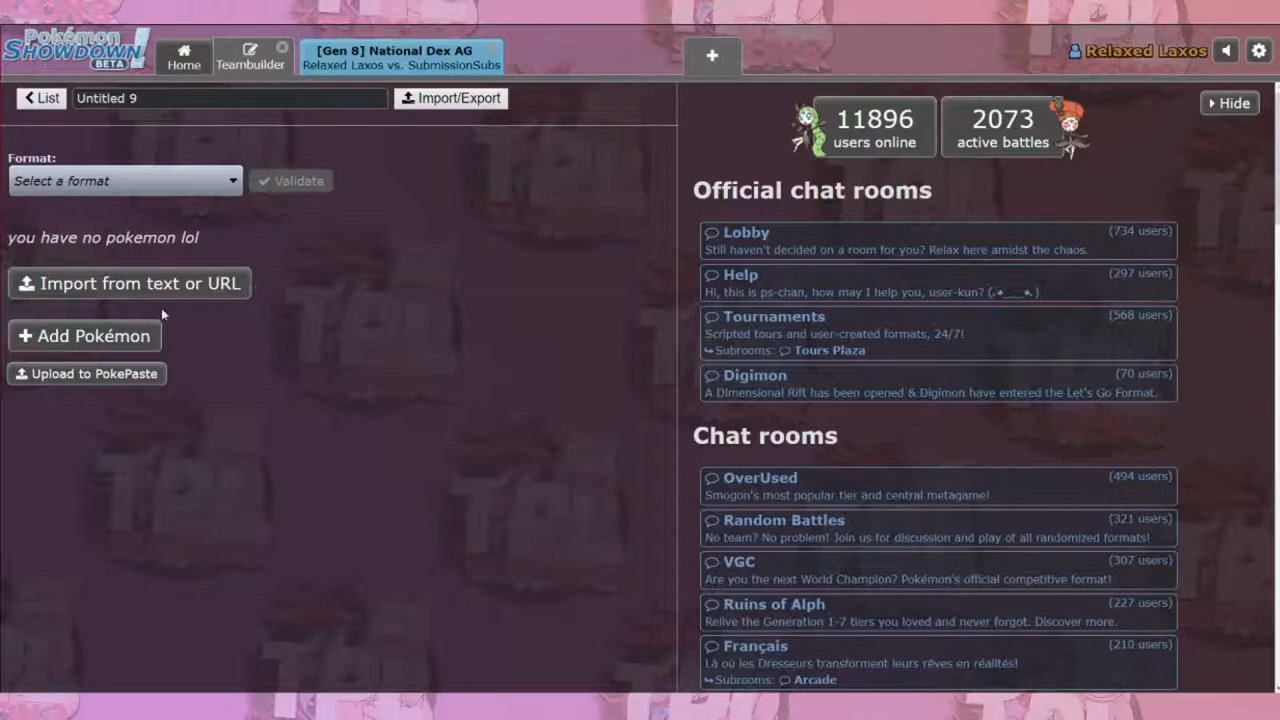 Pokémon
SHOWDOWN!
BETA
Home
Teambuilder
[Gen 8] National Dex AG
Relaxed Laxos vs. SubmissionSubs
+
Relaxed Laxos
List
Untitled 9
Import/Export
Format:
Select a format
Validate
you have no pokemon lol
Import from text or URL
+ Add Pokémon
Upload to PokePaste
11896
users online
2073
active battles
Hide
Official chat rooms
Lobby (734 users)
Still haven't decided on a room for you? Relax here amidst the chaos.
Help (297 users)
Hi, this is ps-chan, how may I help you, user-kun? (｡◕‿‿◕｡)
Tournaments (568 users)
Scripted tours and user-created formats, 24/7!
↪Subrooms: Tours Plaza
Digimon (70 users)
A Dimensional Rift has been opened & Digimon have entered the Let's Go Format.
Chat rooms
OverUsed (494 users)
Smogon's most popular tier and central metagame!
Random Battles (321 users)
No team? No problem! Join us for discussion and play of all randomized formats!
VGC (307 users)
Are you the next World Champion? Pokémon's official competitive format!
Ruins of Alph (227 users)
Relive the Generation 1-7 tiers you loved and never forgot. Discover more.
Français (210 users)
Là où les Dresseurs transforment leurs rêves en réalités!
↪Subrooms: Arcade